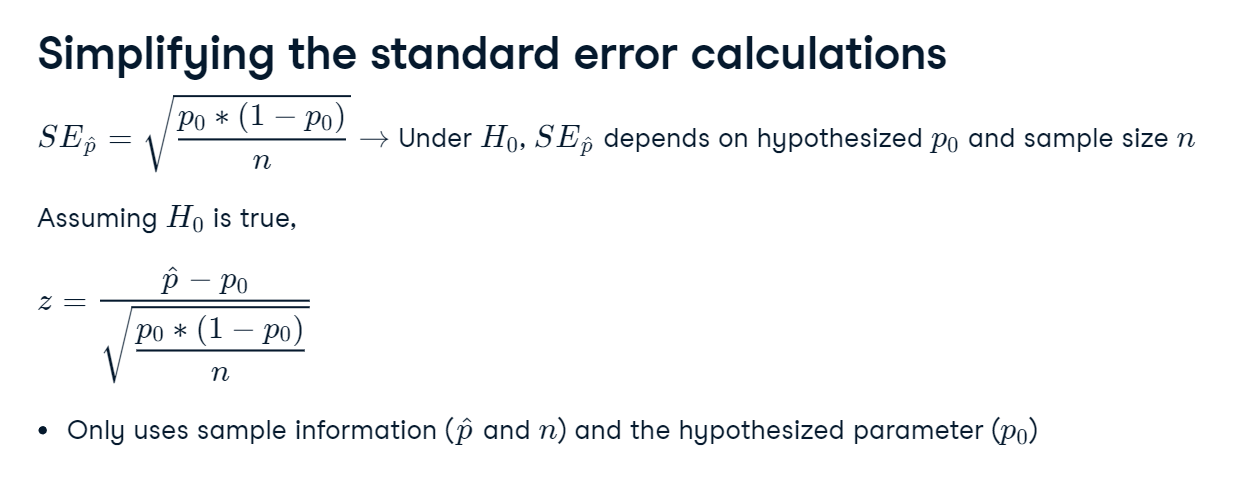 Simplifying the standard error calculations
$SE_{\hat{p}} = \sqrt{\frac{p_0 * (1 - p_0)}{n}}$ → Under $H_0$, $SE_{\hat{p}}$ depends on hypothesized $p_0$ and sample size $n$
Assuming $H_0$ is true,
$z = \frac{\hat{p} - p_0}{\sqrt{\frac{p_0 * (1 - p_0)}{n}}}$
• Only uses sample information ($\hat{p}$ and $n$) and the hypothesized parameter ($p_0$)